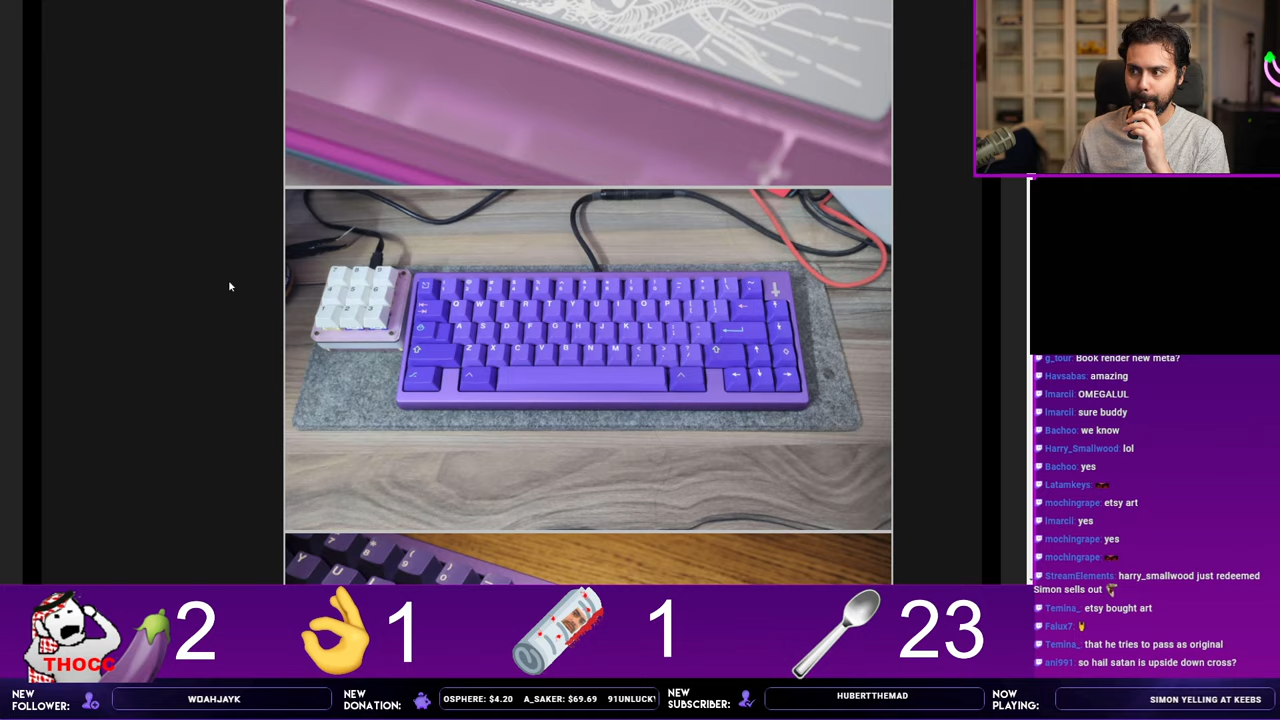 g_tour: Book render new meta?
Havsabas: amazing
lmarcii: OMEGALUL
lmarcii: sure buddy
Bachoo: we know
Harry_Smallwood: lol
Bachoo: yes
Latamkeys:
mochingrape: etsy art
lmarcii: yes
mochingrape: yes
mochingrape:
StreamElements: harry_smallwood just redeemed
Simon sells out
Temina_: etsy bought art
Falux7:
Temina_: that he tries to pass as original
ani991: so hail satan is upside down cross?
Q W E R T Y U I O P
A S D F G H J K L
Z X C V B N M
THOCC
2
1
1
23
NEW FOLLOWER:
WOAHJAYK
NEW DONATION:
OSPHERE: $4.20 A_SAKER: $69.69 91UNLUCKY
NEW SUBSCRIBER:
HUBERTTHEMAD
NOW PLAYING:
SIMON YELLING AT KEEBS